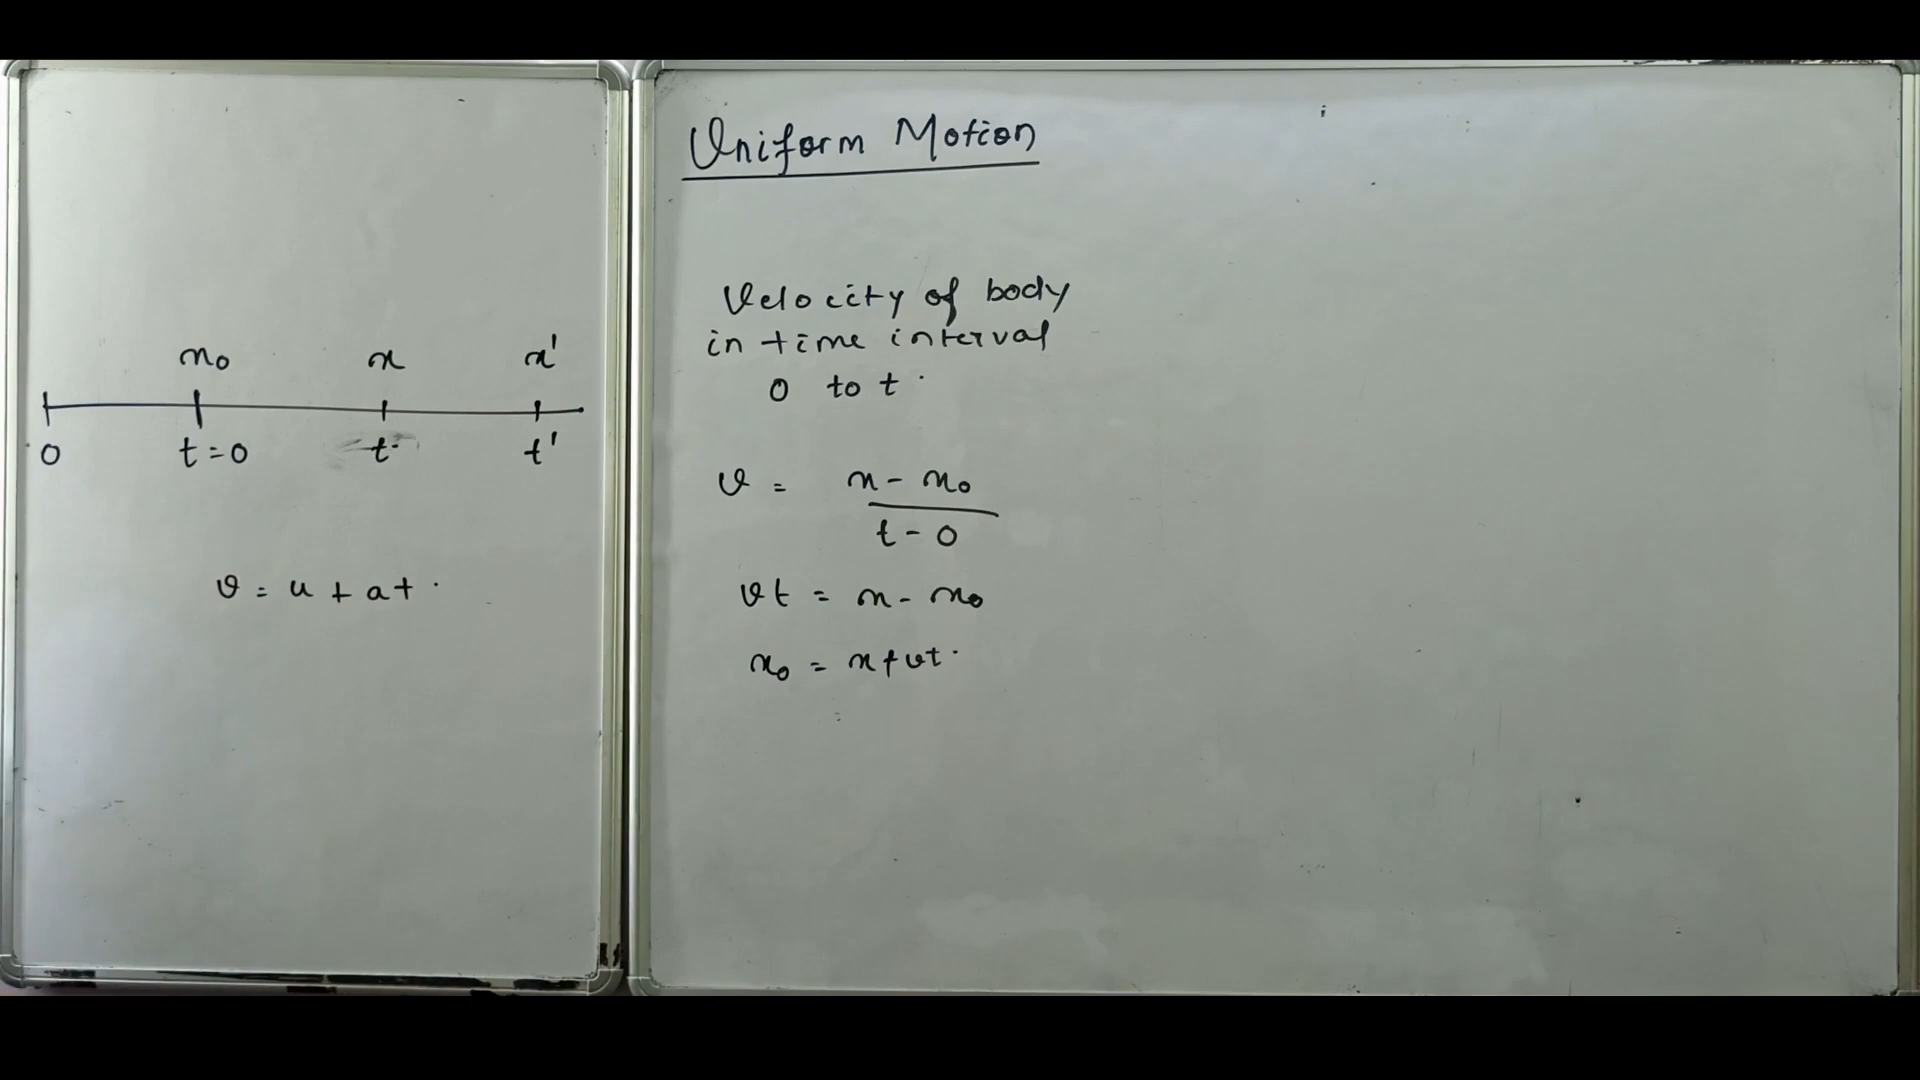 x₀ x x'
0 t=0 t t'
v = u + at
Uniform Motion
Velocity of body
in time interval
0 to t
v = x - x₀
t - 0
vt = x - x₀
x₀ = x + vt